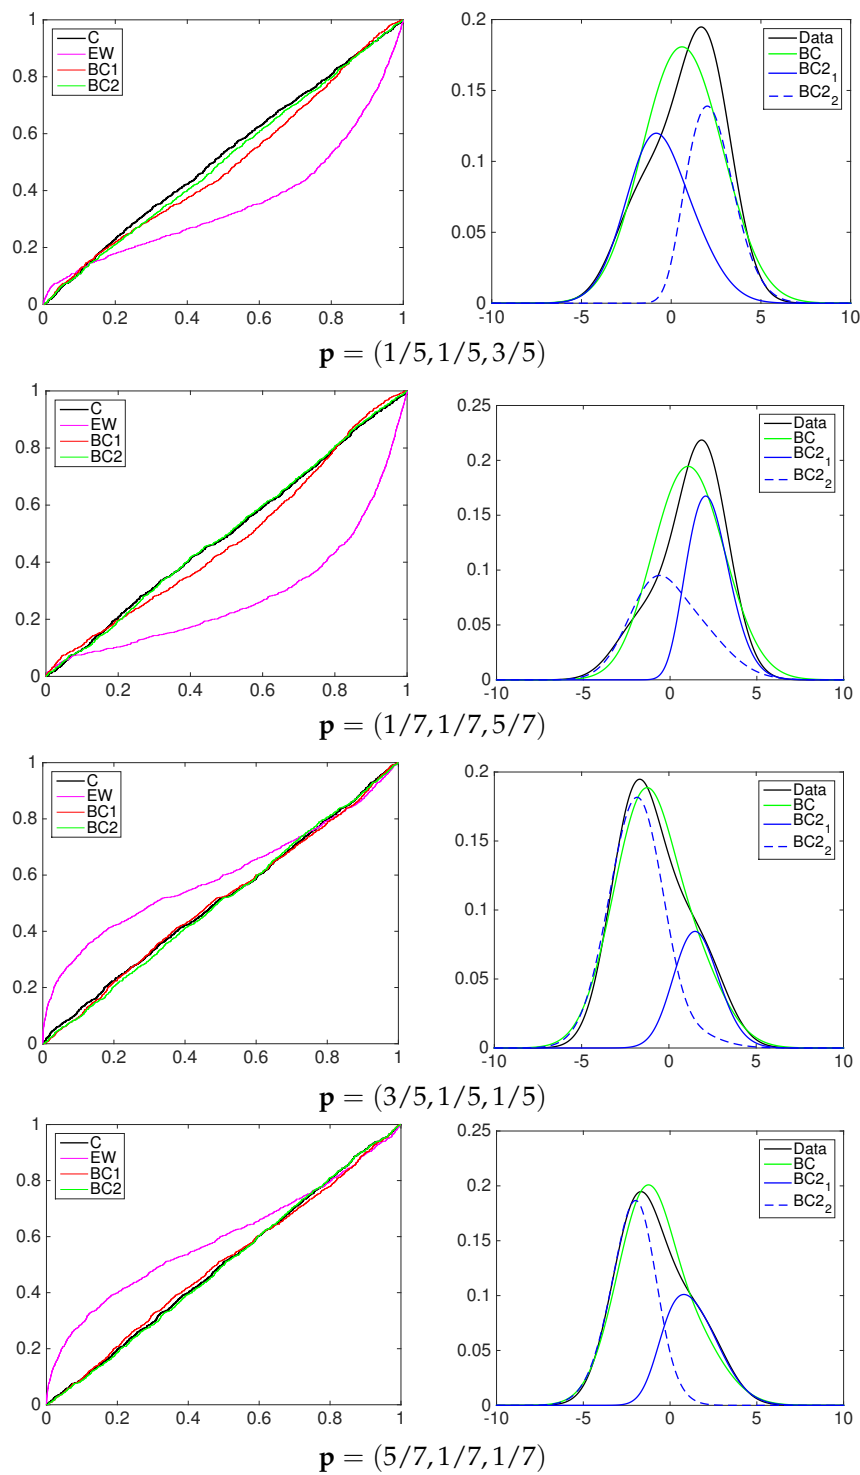 1
0.8
0.6
0.4
0.2
0
0 0.2 0.4 0.6 0.8 1
C
EW
BC1
BC2
0.2
0.15
0.1
0.05
0
-10 -5 0 5 10
Data
BC
BC2₁
BC2₂
p = (1/5, 1/5, 3/5)
1
0.8
0.6
0.4
0.2
0
0 0.2 0.4 0.6 0.8 1
C
EW
BC1
BC2
0.25
0.2
0.15
0.1
0.05
0
-10 -5 0 5 10
Data
BC
BC2₁
BC2₂
p = (1/7, 1/7, 5/7)
1
0.8
0.6
0.4
0.2
0
0 0.2 0.4 0.6 0.8 1
C
EW
BC1
BC2
0.2
0.15
0.1
0.05
0
-10 -5 0 5 10
Data
BC
BC2₁
BC2₂
p = (3/5, 1/5, 1/5)
1
0.8
0.6
0.4
0.2
0
0 0.2 0.4 0.6 0.8 1
C
EW
BC1
BC2
0.25
0.2
0.15
0.1
0.05
0
-10 -5 0 5 10
Data
BC
BC2₁
BC2₂
p = (5/7, 1/7, 1/7)